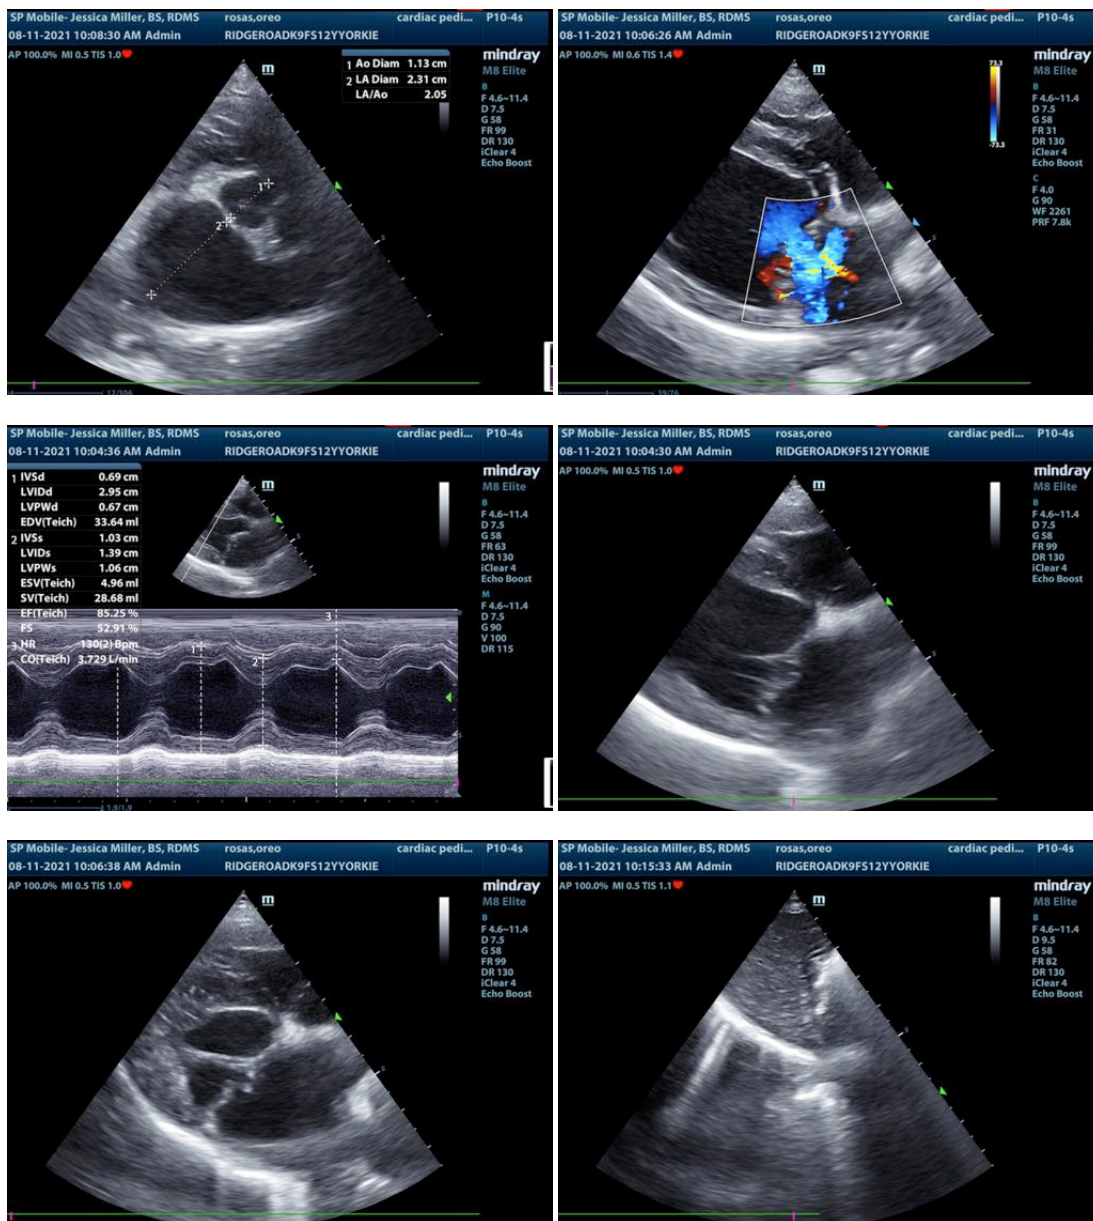 SP Mobile- Jessica Miller, BS, RDMS rosas,oreo cardiac pedi... P10-4s
08-11-2021 10:08:30 AM Admin RIDGEROADK9FS12YYORKIE
AP 100.0% MI 0.5 TIS 1.0
m
1 Ao Diam 1.13 cm
2 LA Diam 2.31 cm
LA/Ao 2.05
mindray
M8 Elite
B
F 4.6~11.4
D 7.5
G 58
FR 99
DR 130
iClear 4
Echo Boost
1
2
5
12/306
SP Mobile- Jessica Miller, BS, RDMS rosas,oreo cardiac pedi... P10-4s
08-11-2021 10:06:26 AM Admin RIDGEROADK9FS12YYORKIE
AP 100.0% MI 0.6 TIS 1.4
m
73.3
-73.3
mindray
M8 Elite
B
F 4.6~11.4
D 7.5
G 58
FR 31
DR 130
iClear 4
Echo Boost
C
F 4.0
G 90
WF 2261
PRF 7.8k
5
39/76
SP Mobile- Jessica Miller, BS, RDMS rosas,oreo cardiac pedi... P10-4s
08-11-2021 10:04:36 AM Admin RIDGEROADK9FS12YYORKIE
1 IVSd 0.69 cm
LVIDd 2.95 cm
LVPWd 0.67 cm
EDV(Teich) 33.64 ml
2 IVSs 1.03 cm
LVIDs 1.39 cm
LVPWs 1.06 cm
ESV(Teich) 4.96 ml
SV(Teich) 28.68 ml
EF(Teich) 85.25 %
FS 52.91 %
3 HR 130(2) Bpm
CO(Teich) 3.729 L/min
m
mindray
M8 Elite
B
F 4.6~11.4
D 7.5
G 58
FR 63
DR 130
iClear 4
Echo Boost
M
F 4.6~11.4
D 7.5
G 90
V 100
DR 115
1
2
3
1.9/1.9
SP Mobile- Jessica Miller, BS, RDMS rosas,oreo cardiac pedi... P10-4s
08-11-2021 10:04:30 AM Admin RIDGEROADK9FS12YYORKIE
AP 100.0% MI 0.5 TIS 1.0
m
mindray
M8 Elite
B
F 4.6~11.4
D 7.5
G 58
FR 99
DR 130
iClear 4
Echo Boost
5
SP Mobile- Jessica Miller, BS, RDMS rosas,oreo cardiac pedi... P10-4s
08-11-2021 10:06:38 AM Admin RIDGEROADK9FS12YYORKIE
AP 100.0% MI 0.5 TIS 1.0
m
mindray
M8 Elite
B
F 4.6~11.4
D 7.5
G 58
FR 99
DR 130
iClear 4
Echo Boost
5
SP Mobile- Jessica Miller, BS, RDMS rosas,oreo cardiac pedi... P10-4s
08-11-2021 10:15:33 AM Admin RIDGEROADK9FS12YYORKIE
AP 100.0% MI 0.5 TIS 1.1
m
mindray
M8 Elite
B
F 4.6~11.4
D 9.5
G 58
FR 82
DR 130
iClear 4
Echo Boost
5